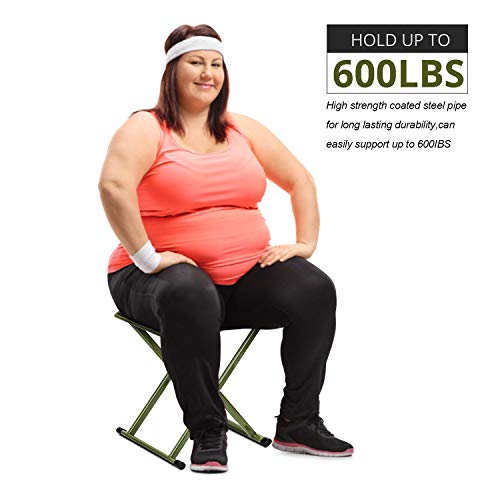 HOLD UP TO
600LBS
High strength coated steel pipe
for long lasting durability,can
easily support up to 600IBS